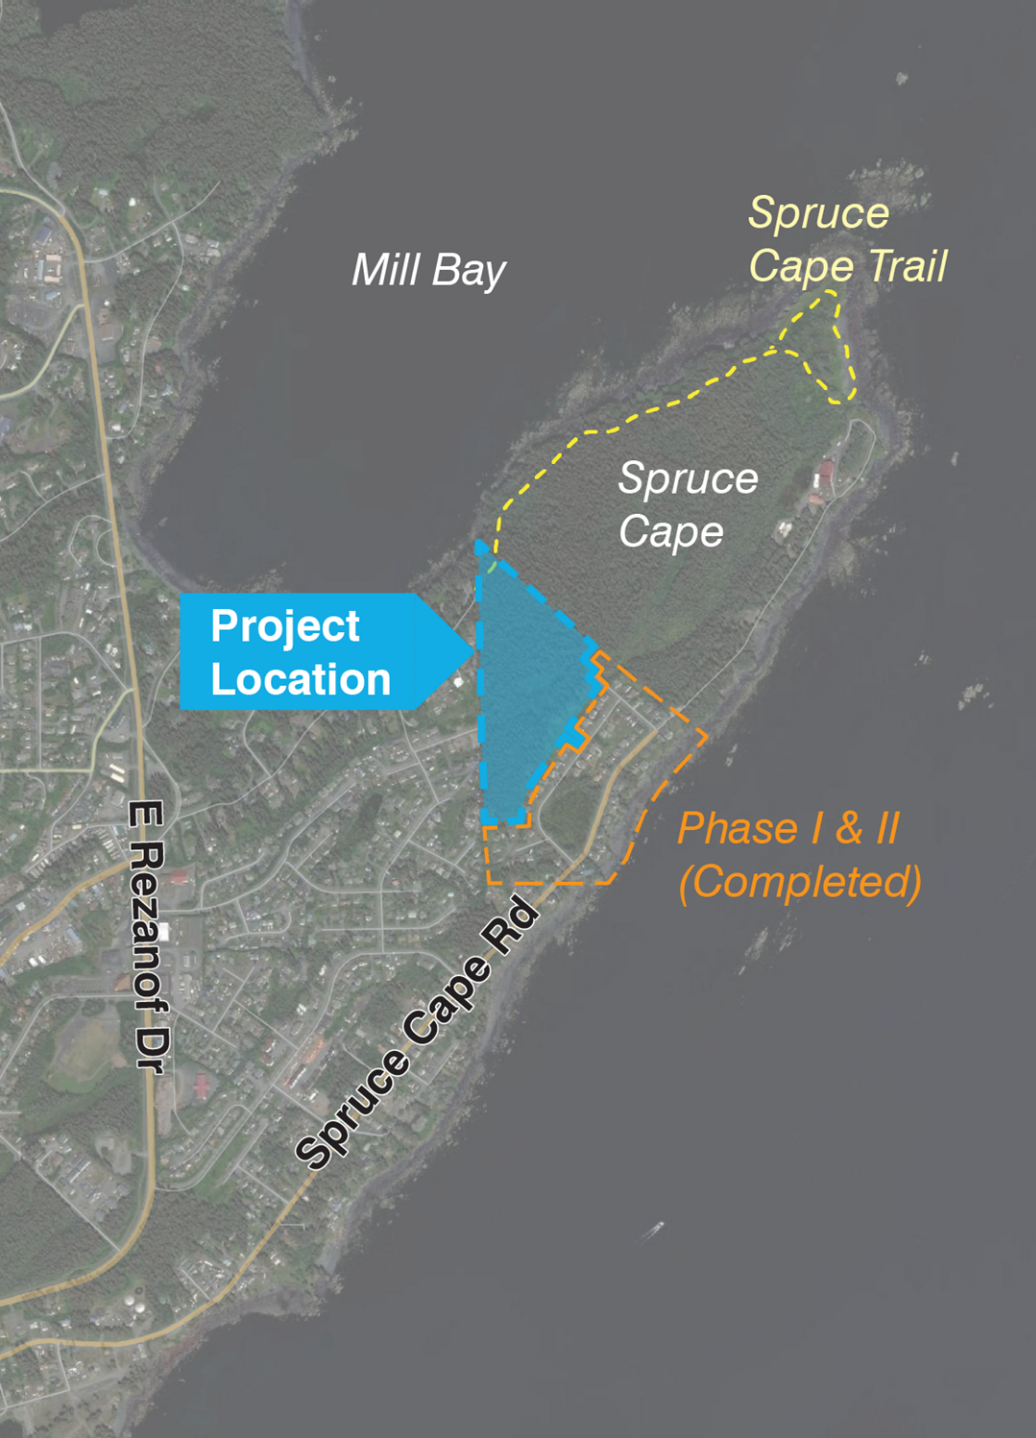 Spruce
Cape Trail
Mill Bay
Spruce
Cape
Project
Location
Phase I & II
(Completed)
E Rezanof Dr
Spruce Cape Rd